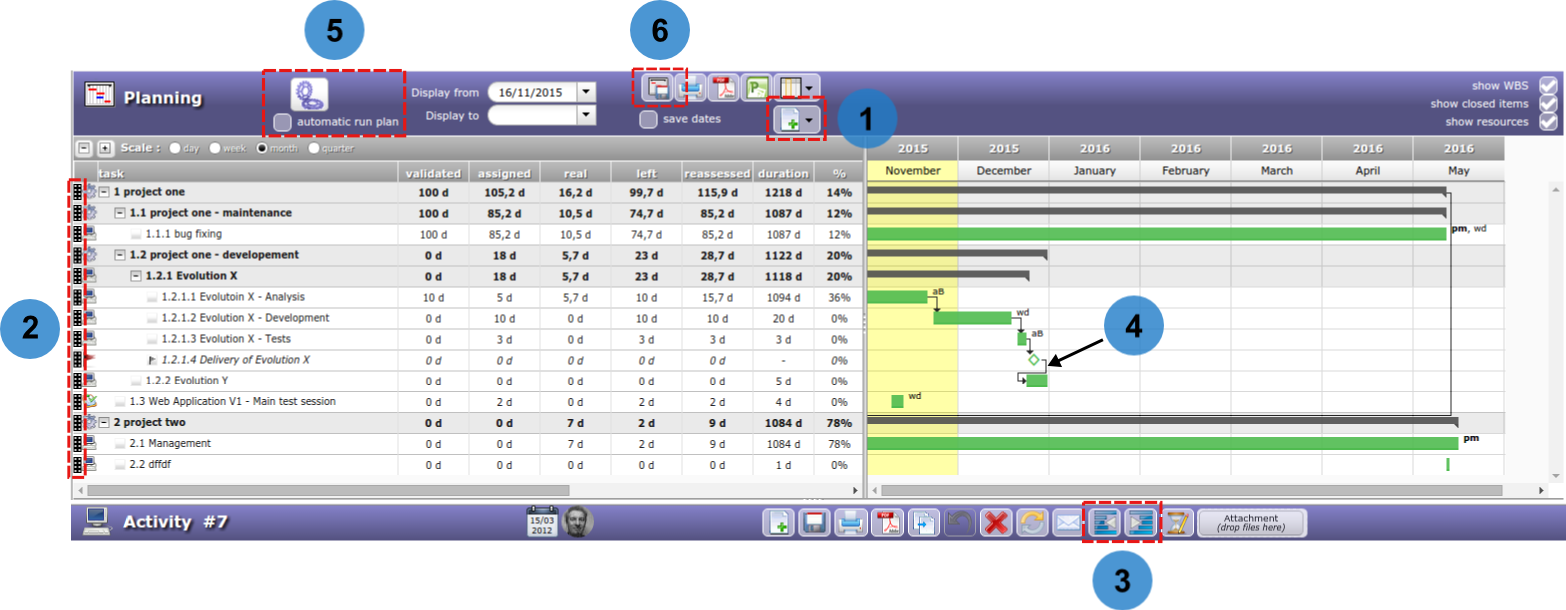 5
6
Planning
automatic run plan
Display from 16/11/2015
Display to
save dates
1
show WBS
show closed items
show resources
Scale : day week month quarter
2015 2015 2016 2016 2016 2016 2016
task validated assigned real left reassessed duration %
November December January February March April May
1 project one 100 d 105,2 d 16,2 d 99,7 d 115,9 d 1218 d 14%
1.1 project one - maintenance 100 d 85,2 d 10,5 d 74,7 d 85,2 d 1087 d 12%
1.1.1 bug fixing 100 d 85,2 d 10,5 d 74,7 d 85,2 d 1087 d 12% pm, wd
1.2 project one - developement 0 d 18 d 5,7 d 23 d 28,7 d 1122 d 20%
1.2.1 Evolution X 0 d 18 d 5,7 d 23 d 28,7 d 1118 d 20%
1.2.1.1 Evolutoin X - Analysis 10 d 5 d 5,7 d 10 d 15,7 d 1094 d 36% aB
1.2.1.2 Evolution X - Development 0 d 10 d 0 d 10 d 10 d 20 d 0% wd
1.2.1.3 Evolution X - Tests 0 d 3 d 0 d 3 d 3 d 3 d 0% aB
1.2.1.4 Delivery of Evolution X 0 d 0 d 0 d 0 d 0 d - 0%
1.2.2 Evolution Y 0 d 0 d 0 d 0 d 0 d 5 d 0%
1.3 Web Application V1 - Main test session 0 d 2 d 0 d 2 d 2 d 4 d 0% wd
2 project two 0 d 0 d 7 d 2 d 9 d 1084 d 78%
2.1 Management 0 d 0 d 7 d 2 d 9 d 1084 d 78% pm
2.2 dffdf 0 d 0 d 0 d 0 d 0 d 1 d 0%
2
4
Activity #7
15/03
2012
PDF
Attachment
(drop files here)
3